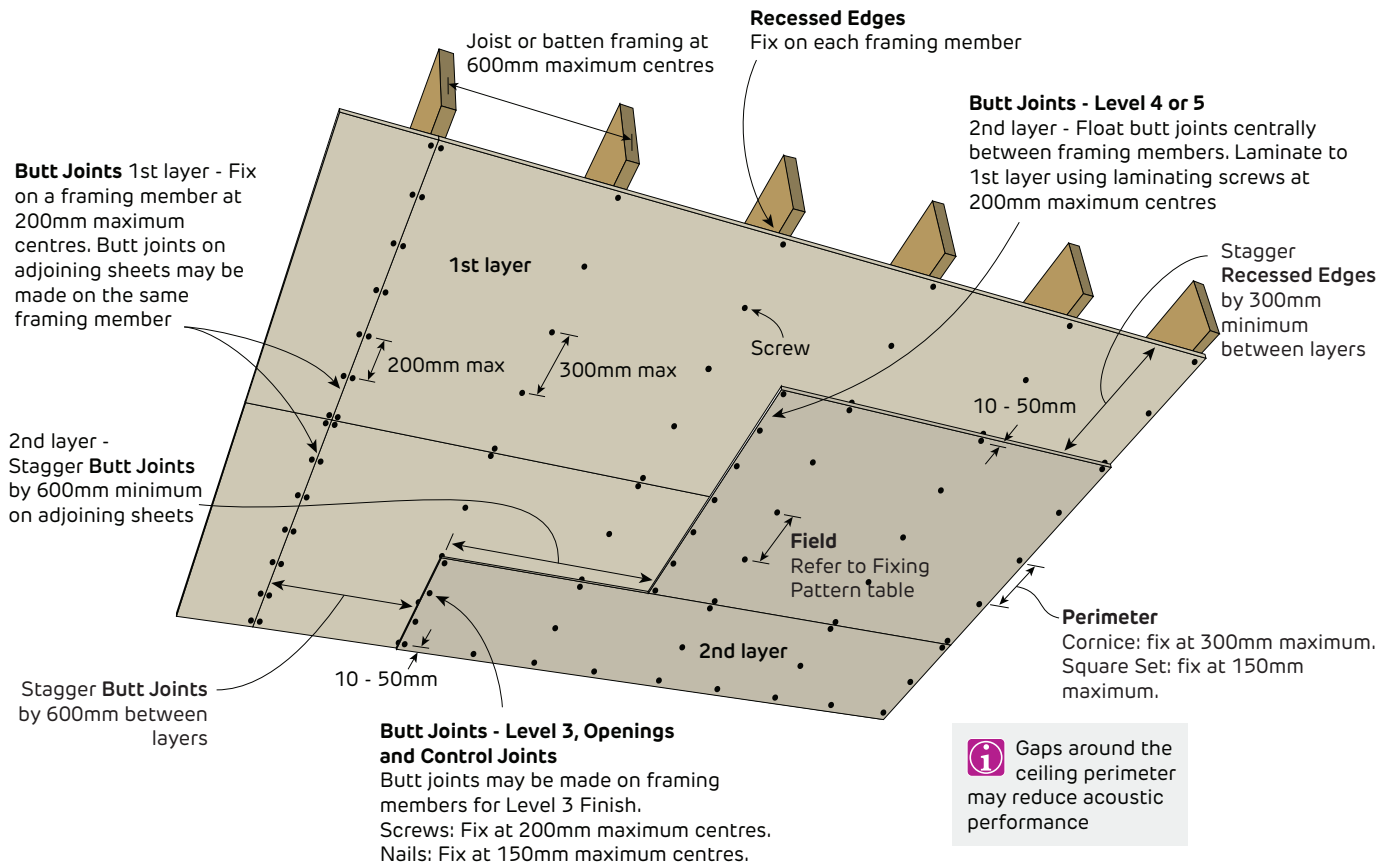 Joist or batten framing at
600mm maximum centres
Recessed Edges
Fix on each framing member
Butt Joints - Level 4 or 5
2nd layer - Float butt joints centrally
between framing members. Laminate to
1st layer using laminating screws at
200mm maximum centres
Butt Joints 1st layer - Fix
on a framing member at
200mm maximum
centres. Butt joints on
adjoining sheets may be
made on the same
framing member
1st layer
Stagger
Recessed Edges
by 300mm
minimum
between layers
Screw
200mm max
300mm max
10 - 50mm
2nd layer -
Stagger Butt Joints
by 600mm minimum
on adjoining sheets
Field
Refer to Fixing
Pattern table
Perimeter
Cornice: fix at 300mm maximum.
Square Set: fix at 150mm
maximum.
2nd layer
10 - 50mm
Stagger Butt Joints
by 600mm between
layers
Butt Joints - Level 3, Openings
and Control Joints
Butt joints may be made on framing
members for Level 3 Finish.
Screws: Fix at 200mm maximum centres.
Nails: Fix at 150mm maximum centres.
i Gaps around the
ceiling perimeter
may reduce acoustic
performance